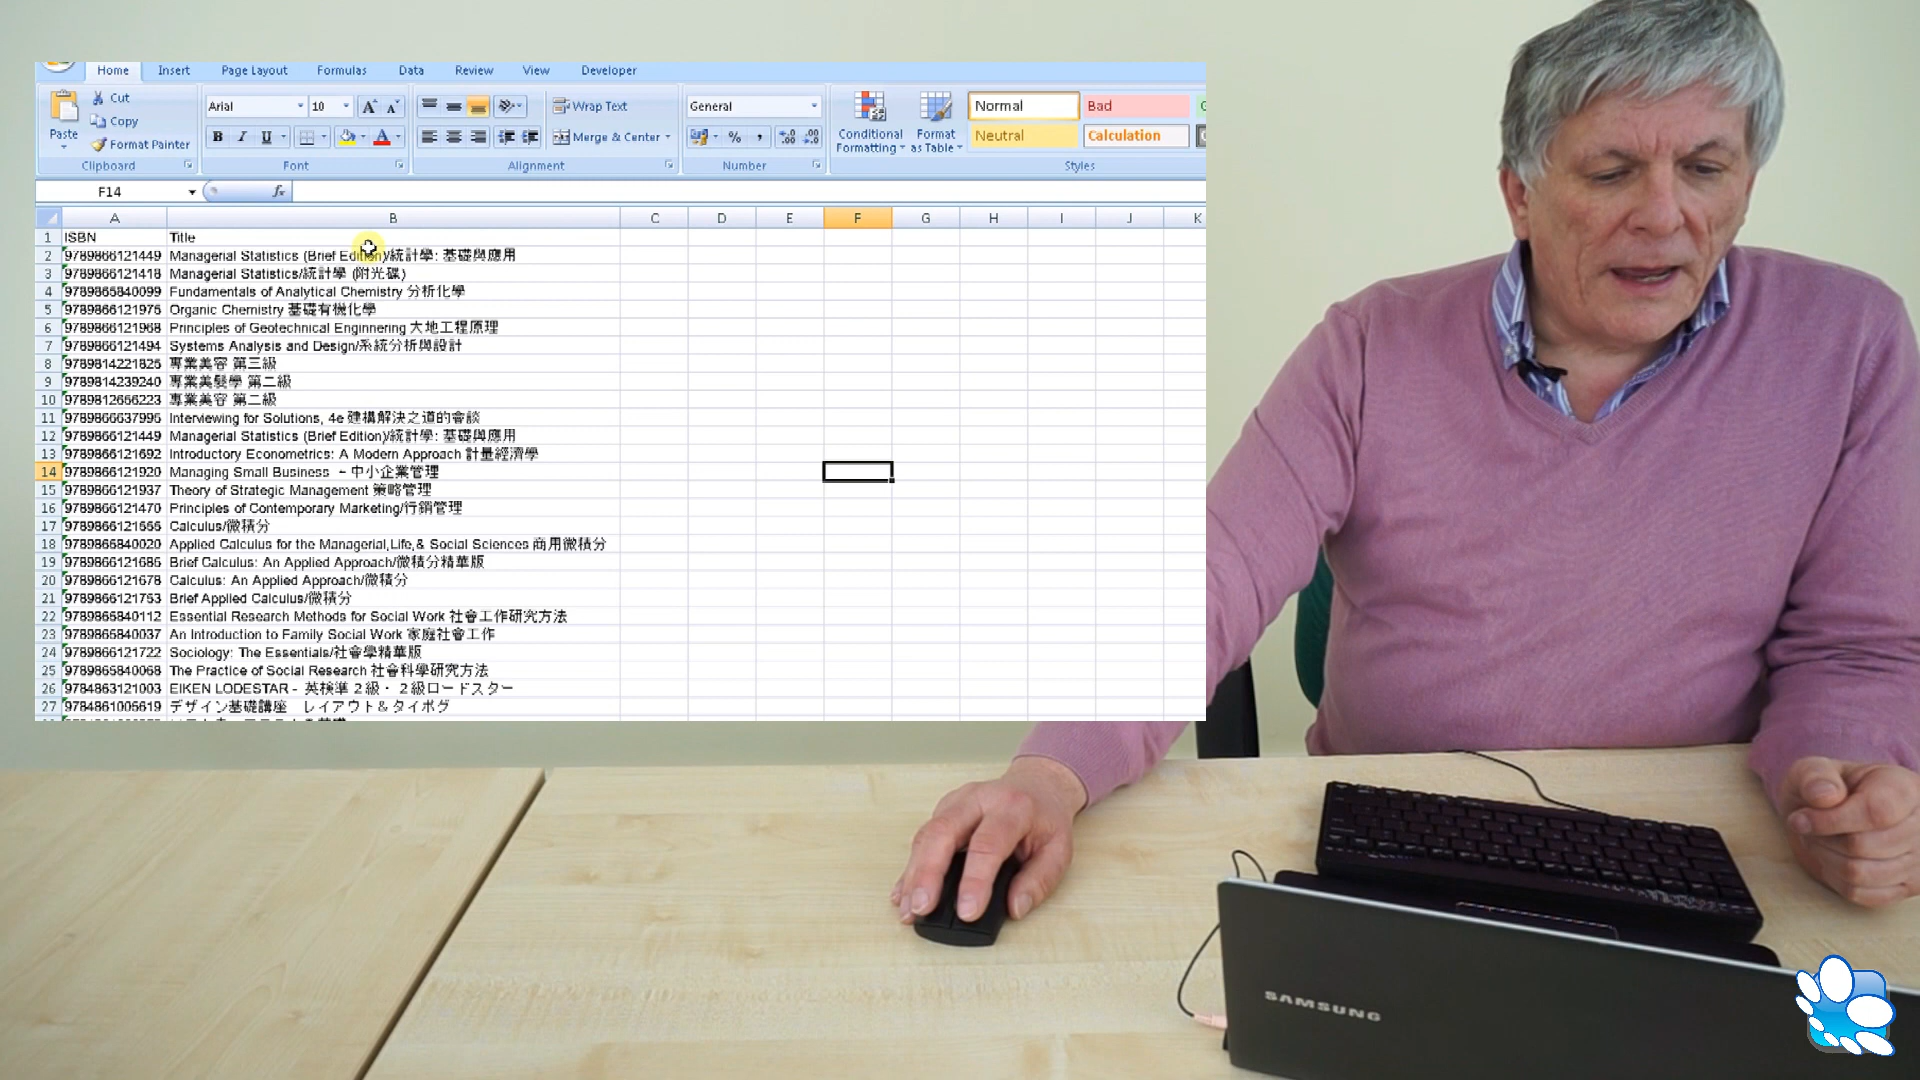 Home Insert Page Layout Formulas Data Review View Developer
Cut
Copy
Format Painter
Paste
Clipboard
Arial 10
B I U
Font
Wrap Text
Merge & Center
Alignment
General
%
Number
Conditional Formatting
Format as Table
Normal Bad
Neutral Calculation
Styles
F14 fx
A B C D E F G H I J K
1 ISBN Title
2 9789866121449 Managerial Statistics (Brief Edition)/統計學: 基礎與應用
3 9789866121418 Managerial Statistics/統計學 (附光碟)
4 9789865840099 Fundamentals of Analytical Chemistry 分析化學
5 9789866121975 Organic Chemistry 基礎有機化學
6 9789866121968 Principles of Geotechnical Enginnering 大地工程原理
7 9789866121494 Systems Analysis and Design/系統分析與設計
8 9789814221825 專業美容 第三級
9 9789814239240 專業美髮學 第二級
10 9789812656223 專業美容 第二級
11 9789866637995 Interviewing for Solutions, 4e 建構解決之道的會談
12 9789866121449 Managerial Statistics (Brief Edition)/統計學: 基礎與應用
13 9789866121692 Introductory Econometrics: A Modern Approach 計量經濟學
14 9789866121920 Managing Small Business – 中小企業管理
15 9789866121937 Theory of Strategic Management 策略管理
16 9789866121470 Principles of Contemporary Marketing/行銷管理
17 9789866121555 Calculus/微積分
18 9789865840020 Applied Calculus for the Managerial,Life,& Social Sciences 商用微積分
19 9789866121685 Brief Calculus: An Applied Approach/微積分精華版
20 9789866121678 Calculus: An Applied Approach/微積分
21 9789866121753 Brief Applied Calculus/微積分
22 9789865840112 Essential Research Methods for Social Work 社會工作研究方法
23 9789865840037 An Introduction to Family Social Work 家庭社會工作
24 9789866121722 Sociology: The Essentials/社會學精華版
25 9789865840068 The Practice of Social Research 社會科學研究方法
26 9784863121003 EIKEN LODESTAR - 英検準２級・２級ロードスター
27 9784861005619 デザイン基礎講座　レイアウト＆タイポグ
SAMSUNG